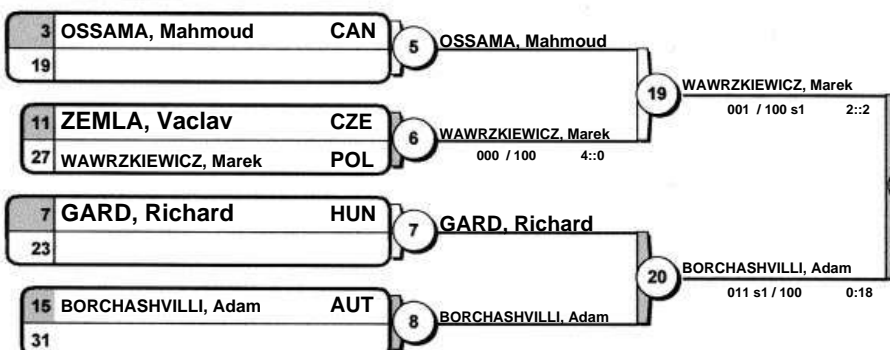 3 OSSAMA, Mahmoud CAN
19
5
OSSAMA, Mahmoud
11 ZEMLA, Vaclav CZE
27 WAWRZKIEWICZ, Marek POL
6
WAWRZKIEWICZ, Marek
000 / 100 4::0
19
WAWRZKIEWICZ, Marek
001 / 100 s1 2::2
7 GARD, Richard HUN
23
7
GARD, Richard
15 BORCHASHVILLI, Adam AUT
31
8
BORCHASHVILLI, Adam
20
BORCHASHVILLI, Adam
011 s1 / 100 0:18